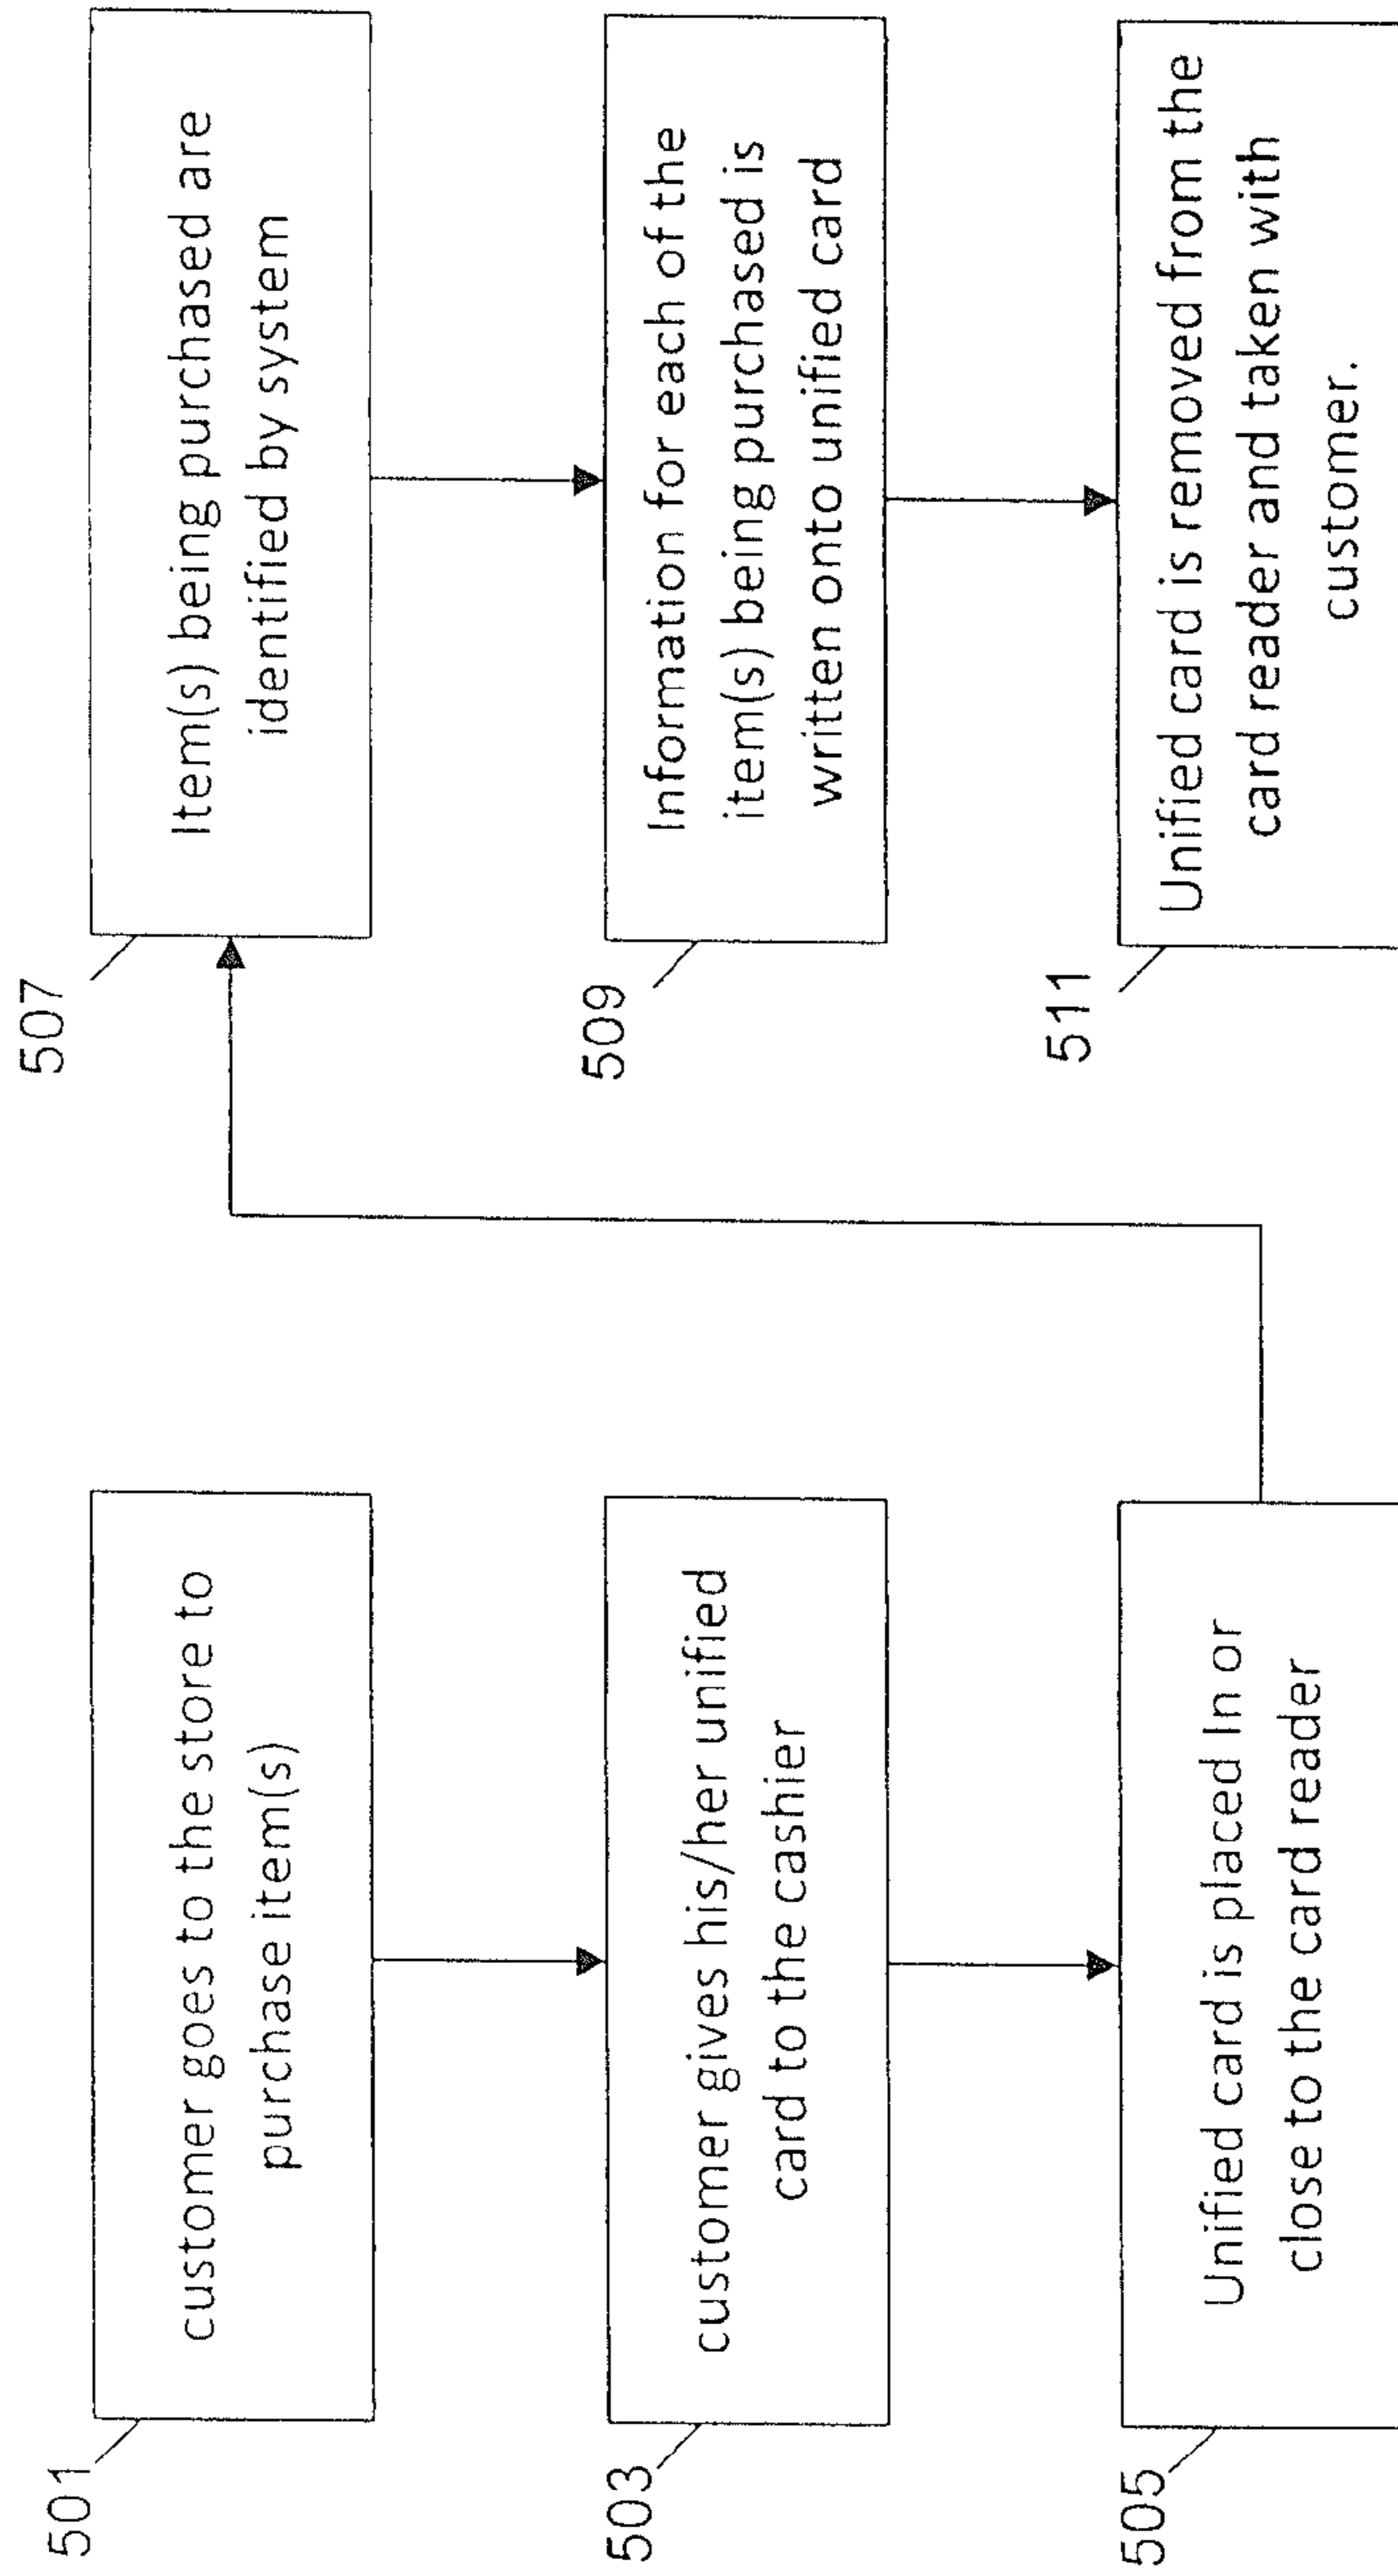 501
customer goes to the store to
purchase item(s)
503
customer gives his/her unified
card to the cashier
505
Unified card is placed In or
close to the card reader
507
Item(s) being purchased are
identified by system
509
Information for each of the
item(s) being purchased is
written onto unified card
511
Unified card is removed from the
card reader and taken with
customer.